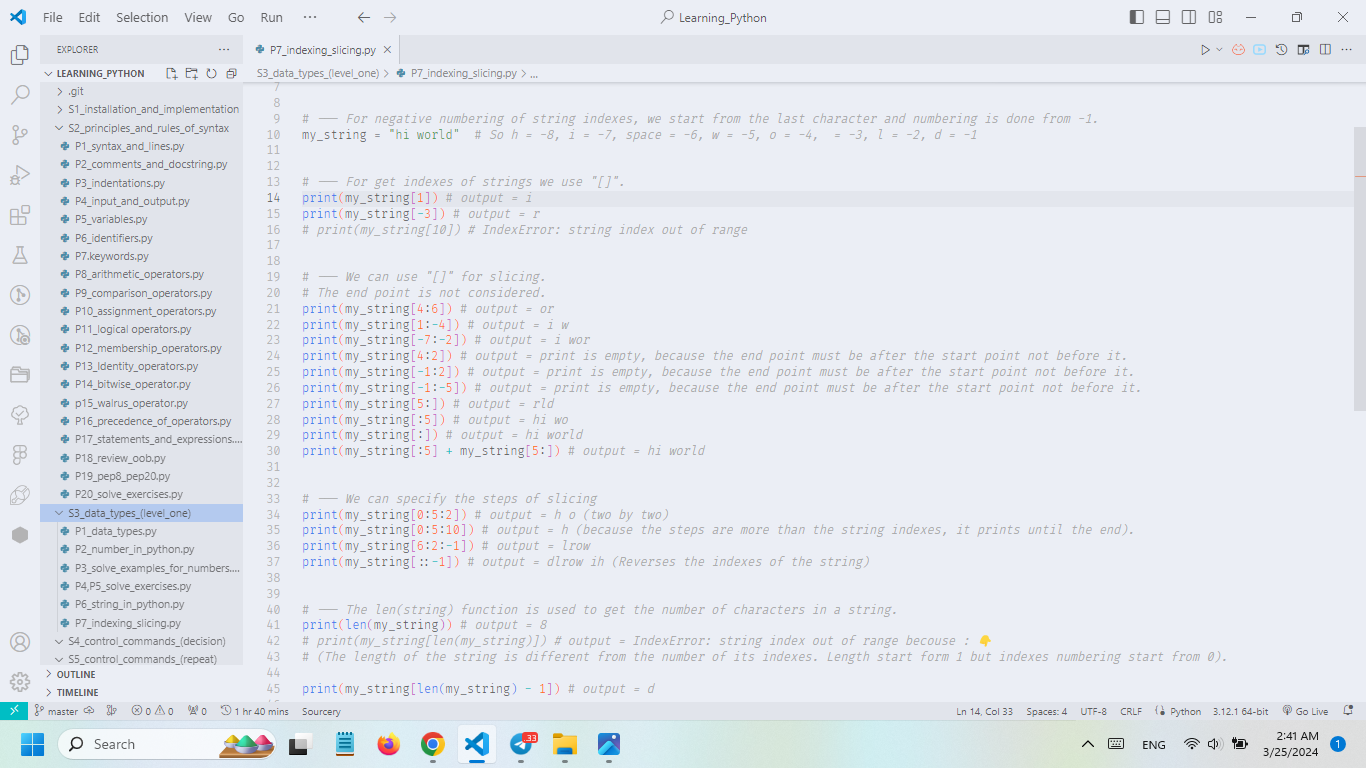 File Edit Selection View Go Run ··· Learning_Python
EXPLORER ···
LEARNING_PYTHON
.git
S1_installation_and_implementation
S2_principles_and_rules_of_syntax
P1_syntax_and_lines.py
P2_comments_and_docstring.py
P3_indentations.py
P4_input_and_output.py
P5_variables.py
P6_identifiers.py
P7.keywords.py
P8_arithmetic_operators.py
P9_comparison_operators.py
P10_assignment_operators.py
P11_logical operators.py
P12_membership_operators.py
P13_Identity_operators.py
P14_bitwise_operator.py
p15_walrus_operator.py
P16_precedence_of_operators.py
P17_statements_and_expressions....
P18_review_oob.py
P19_pep8_pep20.py
P20_solve_exercises.py
S3_data_types_(level_one)
P1_data_types.py
P2_number_in_python.py
P3_solve_examples_for_numbers....
P4,P5_solve_exercises.py
P6_string_in_python.py
P7_indexing_slicing.py
S4_control_commands_(decision)
S5_control_commands_(repeat)
OUTLINE
TIMELINE
P7_indexing_slicing.py
S3_data_types_(level_one) > P7_indexing_slicing.py > ...
7
8
9 # --- For negative numbering of string indexes, we start from the last character and numbering is done from -1.
10 my_string = "hi world" # So h = -8, i = -7, space = -6, w = -5, o = -4,  = -3, l = -2, d = -1
11
12
13 # --- For get indexes of strings we use "[]".
14 print(my_string[1]) # output = i
15 print(my_string[-3]) # output = r
16 # print(my_string[10]) # IndexError: string index out of range
17
18
19 # --- We can use "[]" for slicing.
20 # The end point is not considered.
21 print(my_string[4:6]) # output = or
22 print(my_string[1:-4]) # output = i w
23 print(my_string[-7:-2]) # output = i wor
24 print(my_string[4:2]) # output = print is empty, because the end point must be after the start point not before it.
25 print(my_string[-1:2]) # output = print is empty, because the end point must be after the start point not before it.
26 print(my_string[-1:-5]) # output = print is empty, because the end point must be after the start point not before it.
27 print(my_string[5:]) # output = rld
28 print(my_string[:5]) # output = hi wo
29 print(my_string[:]) # output = hi world
30 print(my_string[:5] + my_string[5:]) # output = hi world
31
32
33 # --- We can specify the steps of slicing
34 print(my_string[0:5:2]) # output = h o (two by two)
35 print(my_string[0:5:10]) # output = h (because the steps are more than the string indexes, it prints until the end).
36 print(my_string[6:2:-1]) # output = lrow
37 print(my_string[::-1]) # output = dlrow ih (Reverses the indexes of the string)
38
39
40 # --- The len(string) function is used to get the number of characters in a string.
41 print(len(my_string)) # output = 8
42 # print(my_string[len(my_string)]) # output = IndexError: string index out of range becouse : 👇
43 # (The length of the string is different from the number of its indexes. Length start form 1 but indexes numbering start from 0).
44
45 print(my_string[len(my_string) - 1]) # output = d
master 0 0 0 1 hr 40 mins Sourcery Ln 14, Col 33 Spaces: 4 UTF-8 CRLF Python 3.12.1 64-bit Go Live
Search .33 ENG 2:41 AM
3/25/2024 1